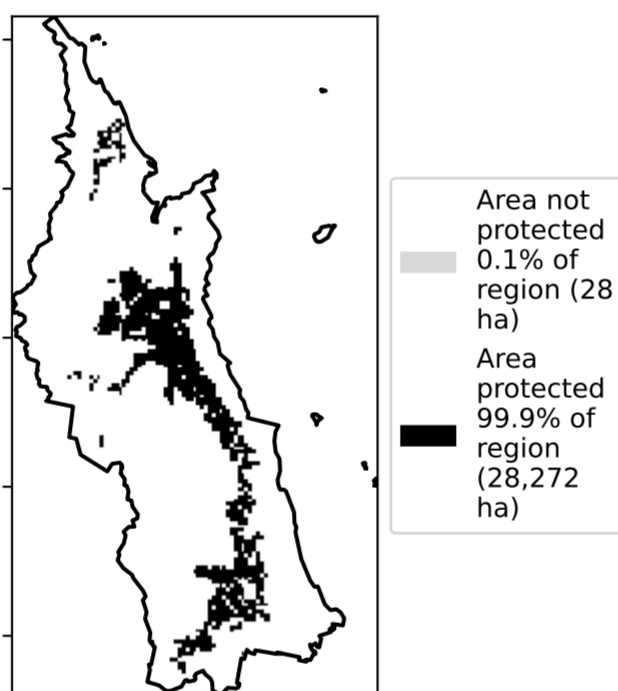 Area not
protected
0.1% of
region (28
ha)
Area
protected
99.9% of
region
(28,272
ha)